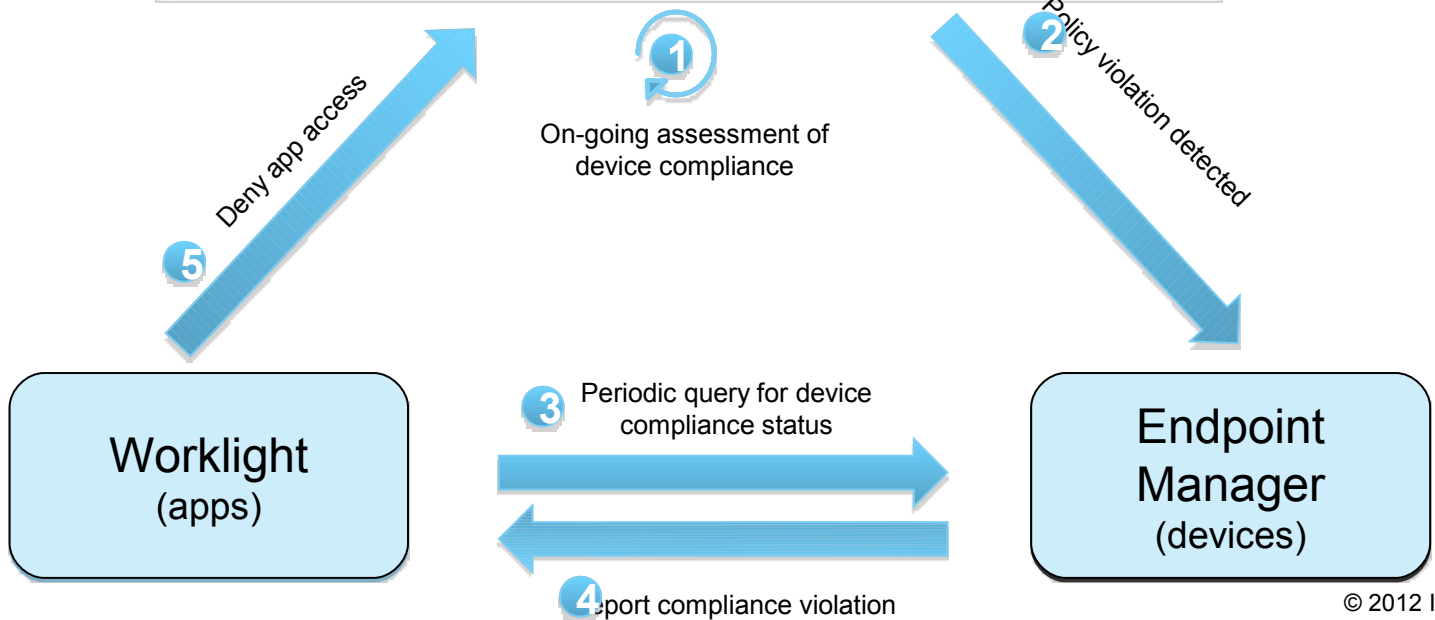 1
On-going assessment of
device compliance
2
Policy violation detected
Deny app access
5
Worklight
(apps)
3
Periodic query for device
compliance status
4
eport compliance violation
Endpoint
Manager
(devices)
© 2012 I